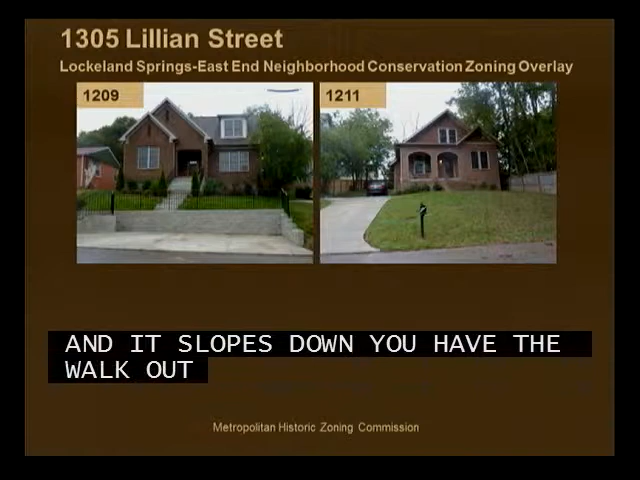 1305 Lillian Street
Lockeland Springs-East End Neighborhood Conservation Zoning Overlay
1209
1211
AND IT SLOPES DOWN YOU HAVE THE
WALK OUT
Metropolitan Historic Zoning Commission